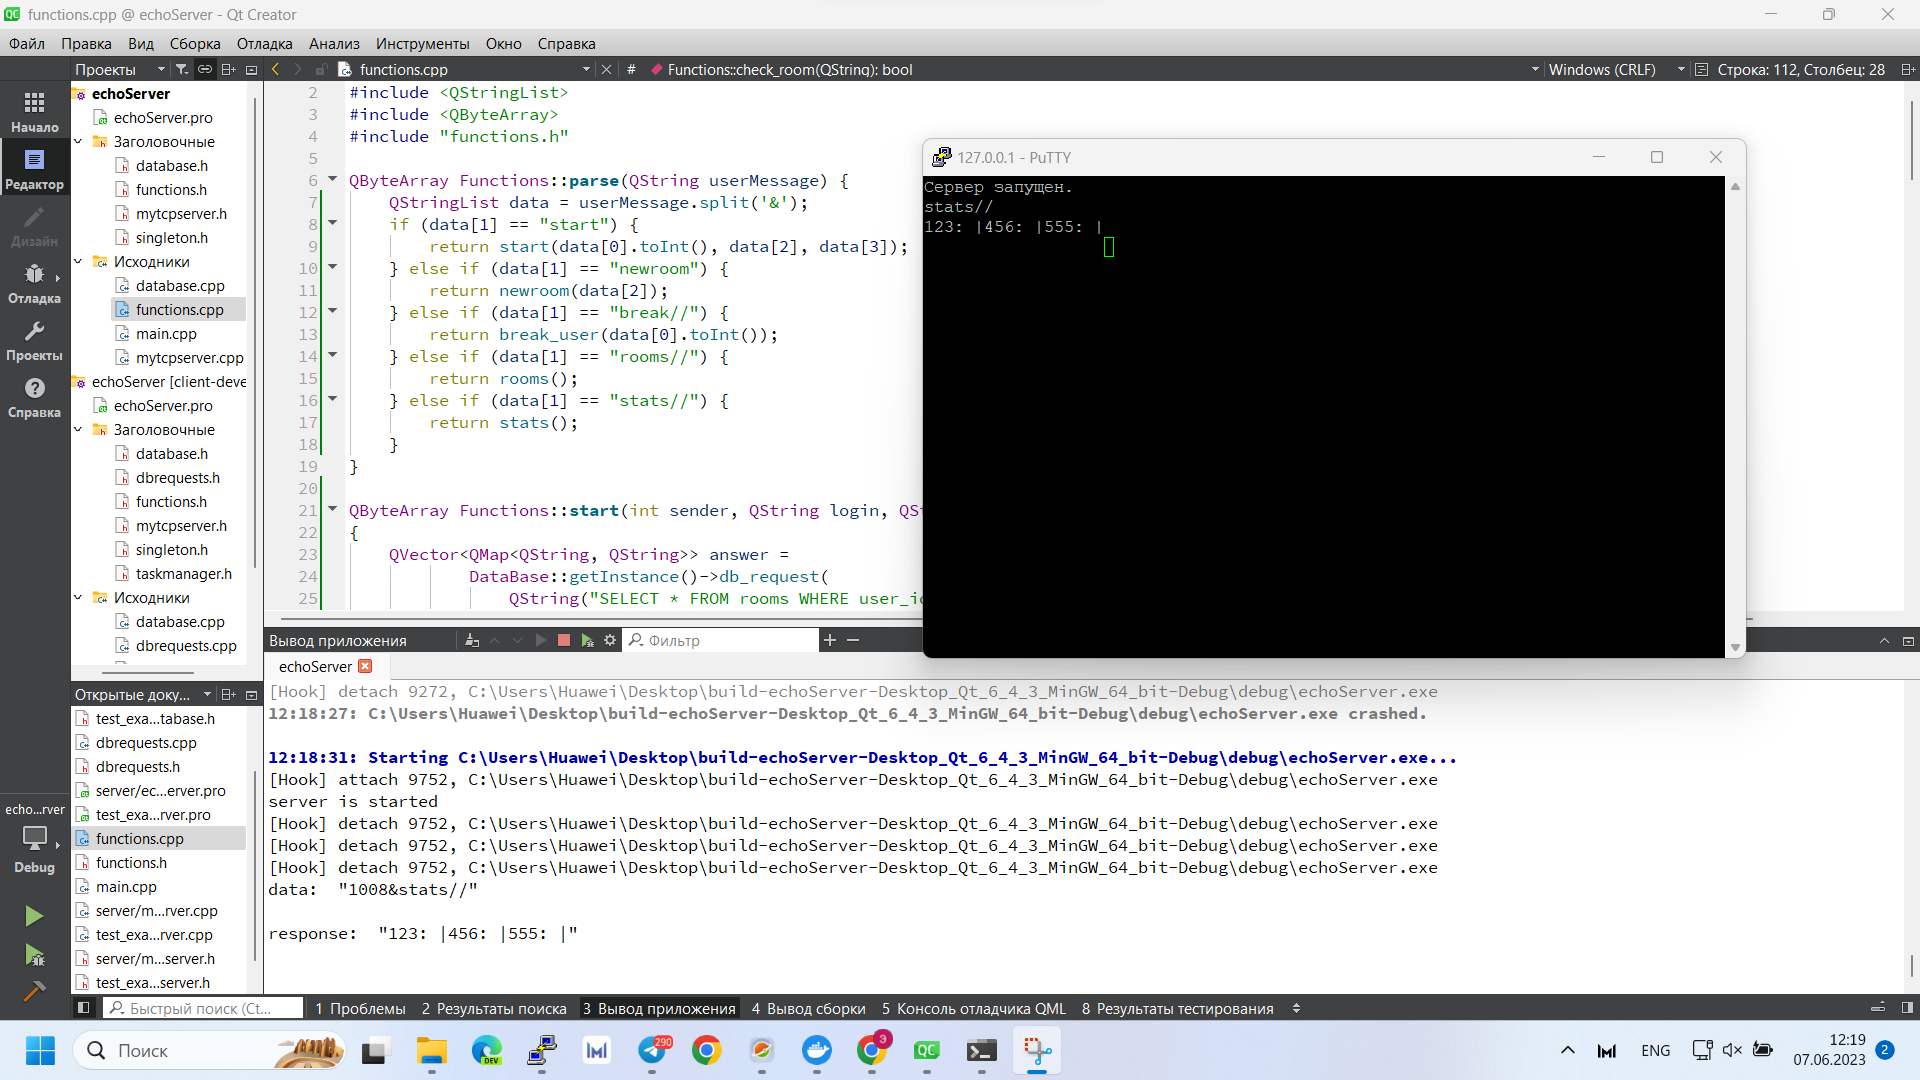 functions.cpp @ echoServer - Qt Creator
Файл Правка Вид Сборка Отладка Анализ Инструменты Окно Справка
Проекты
functions.cpp
# Functions::check_room(QString): bool
Windows (CRLF)
Строка: 112, Столбец: 28
Начало
Редактор
Дизайн
Отладка
Проекты
Справка
echo...rver
Debug
echoServer
echoServer.pro
Заголовочные
database.h
functions.h
mytcpserver.h
singleton.h
Исходники
database.cpp
functions.cpp
main.cpp
mytcpserver.cpp
echoServer [client-deve
echoServer.pro
Заголовочные
database.h
dbrequests.h
functions.h
mytcpserver.h
singleton.h
taskmanager.h
Исходники
database.cpp
dbrequests.cpp
Открытые доку...
test_exa...tabase.h
dbrequests.cpp
dbrequests.h
server/ec...erver.pro
test_exa...rver.pro
functions.cpp
functions.h
main.cpp
server/m...rver.cpp
test_exa...rver.cpp
server/m...server.h
test_exa...server.h
2 #include <QStringList>
3 #include <QByteArray>
4 #include "functions.h"
5
6 QByteArray Functions::parse(QString userMessage) {
7 QStringList data = userMessage.split('&');
8 if (data[1] == "start") {
9 return start(data[0].toInt(), data[2], data[3]);
10 } else if (data[1] == "newroom") {
11 return newroom(data[2]);
12 } else if (data[1] == "break//") {
13 return break_user(data[0].toInt());
14 } else if (data[1] == "rooms//") {
15 return rooms();
16 } else if (data[1] == "stats//") {
17 return stats();
18 }
19 }
20
21 QByteArray Functions::start(int sender, QString login, QS
22 {
23 QVector<QMap<QString, QString>> answer =
24 DataBase::getInstance()->db_request(
25 QString("SELECT * FROM rooms WHERE user_i
127.0.0.1 - PuTTY
Сервер запущен.
stats//
123: |456: |555: |
Вывод приложения
Фильтр
echoServer
[Hook] detach 9272, C:\Users\Huawei\Desktop\build-echoServer-Desktop_Qt_6_4_3_MinGW_64_bit-Debug\debug\echoServer.exe
12:18:27: C:\Users\Huawei\Desktop\build-echoServer-Desktop_Qt_6_4_3_MinGW_64_bit-Debug\debug\echoServer.exe crashed.
12:18:31: Starting C:\Users\Huawei\Desktop\build-echoServer-Desktop_Qt_6_4_3_MinGW_64_bit-Debug\debug\echoServer.exe...
[Hook] attach 9752, C:\Users\Huawei\Desktop\build-echoServer-Desktop_Qt_6_4_3_MinGW_64_bit-Debug\debug\echoServer.exe
server is started
[Hook] detach 9752, C:\Users\Huawei\Desktop\build-echoServer-Desktop_Qt_6_4_3_MinGW_64_bit-Debug\debug\echoServer.exe
[Hook] detach 9752, C:\Users\Huawei\Desktop\build-echoServer-Desktop_Qt_6_4_3_MinGW_64_bit-Debug\debug\echoServer.exe
[Hook] detach 9752, C:\Users\Huawei\Desktop\build-echoServer-Desktop_Qt_6_4_3_MinGW_64_bit-Debug\debug\echoServer.exe
data: "1008&stats//"
response: "123: |456: |555: |"
Быстрый поиск (Ct...
1 Проблемы 2 Результаты поиска 3 Вывод приложения 4 Вывод сборки 5 Консоль отладчика QML 8 Результаты тестирования
Поиск
DEV
290
QC
3
ENG
12:19
07.06.2023
2